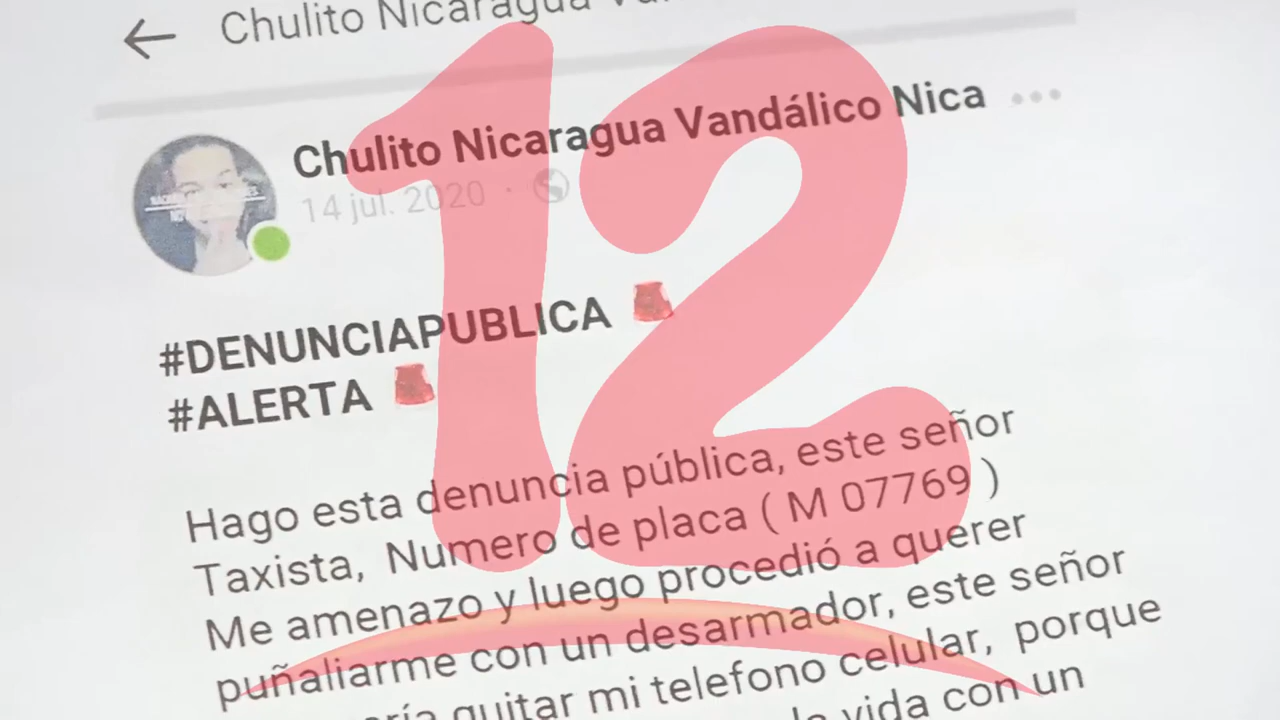 Chulito Nicaragua
Chulito Nicaragua Vandálico Nica
14 jul. 2020
#DENUNCIAPUBLICA
#ALERTA
12
Hago esta denuncia pública, este señor
Taxista, Numero de placa ( M 07769 )
Me amenazo y luego procedió a querer
puñaliarme con un desarmador, este señor
quitar mi telefono celular, porque
la vida con un